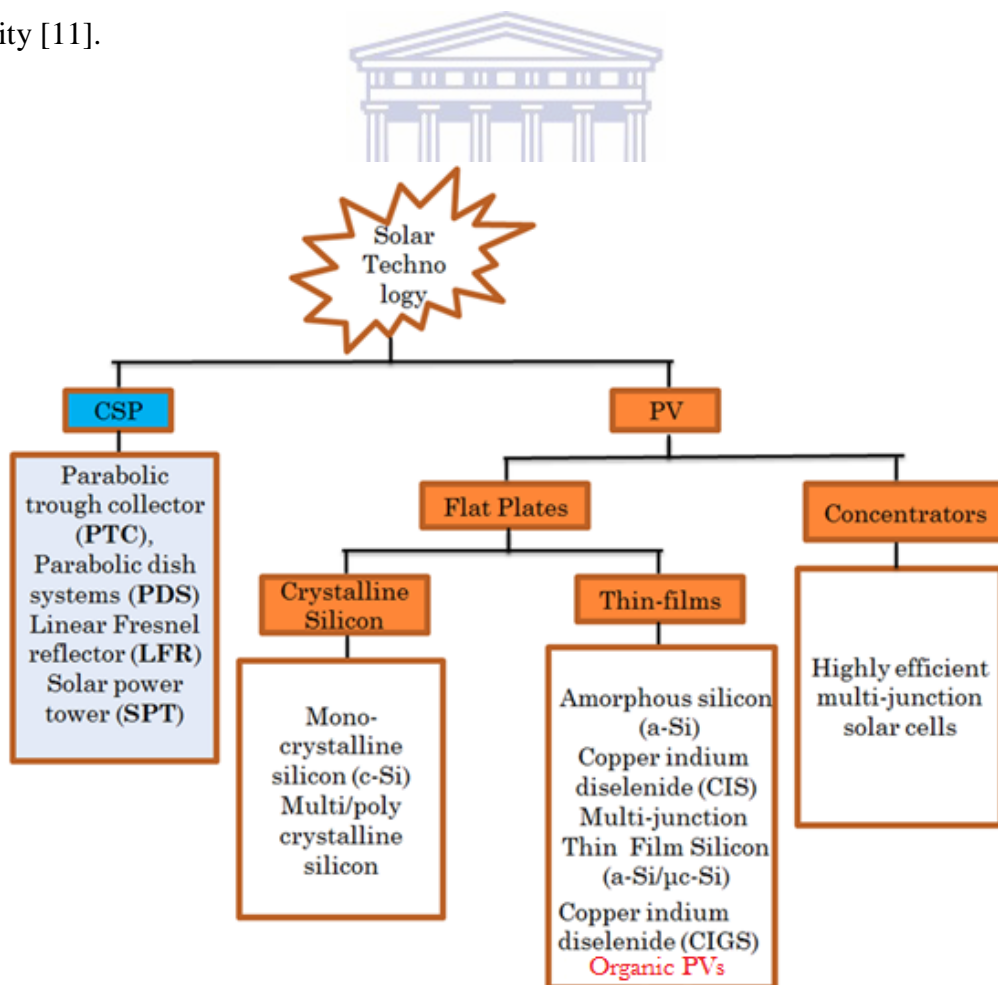 ity [11].
Solar
Techno
logy
CSP
PV
Parabolic
trough collector
(PTC),
Parabolic dish
systems (PDS)
Linear Fresnel
reflector (LFR)
Solar power
tower (SPT)
Flat Plates
Concentrators
Crystalline
Silicon
Thin-films
Mono-
crystalline
silicon (c-Si)
Multi/poly
crystalline
silicon
Amorphous silicon
(a-Si)
Copper indium
diselenide (CIS)
Multi-junction
Thin Film Silicon
(a-Si/μc-Si)
Copper indium
diselenide (CIGS)
Organic PVs
Highly efficient
multi-junction
solar cells